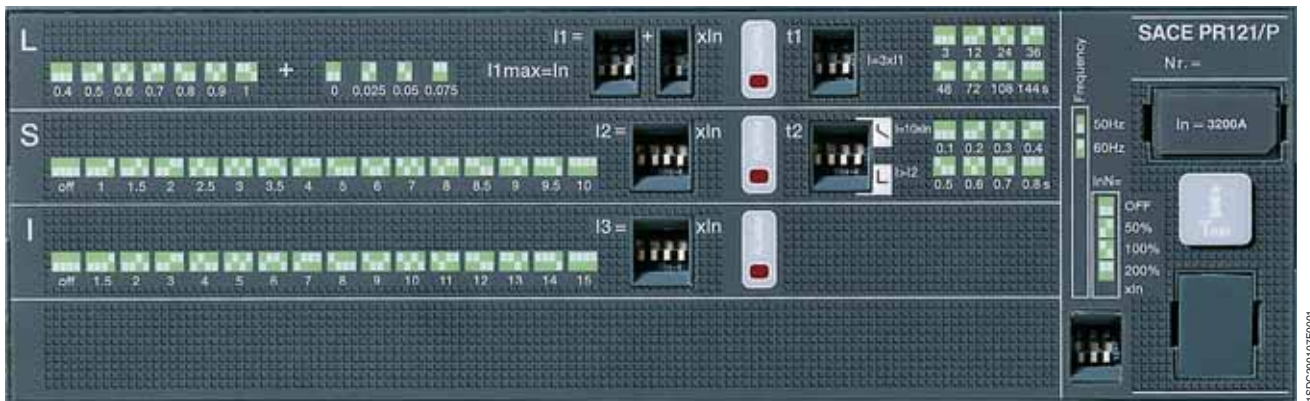 L
0.4 0.5 0.6 0.7 0.8 0.9 1 + 0 0.025 0.05 0.075
I1max=In
I1 = + xIn
t1
I=3xI1
3 12 24 36
48 72 108 144 s
S
off 1 1.5 2 2.5 3 3.5 4 5 6 7 8 8.5 9 9.5 10
I2 = xIn
t2
I=10xIn
I>I2
0.1 0.2 0.3 0.4
0.5 0.6 0.7 0.8 s
I
off 1.5 2 3 4 5 6 7 8 9 10 11 12 13 14 15
I3 = xIn
Frequency
50Hz
60Hz
InN=
OFF
50%
100%
200%
xIn
SACE PR121/P
Nr. =
In = 3200A
i
Test